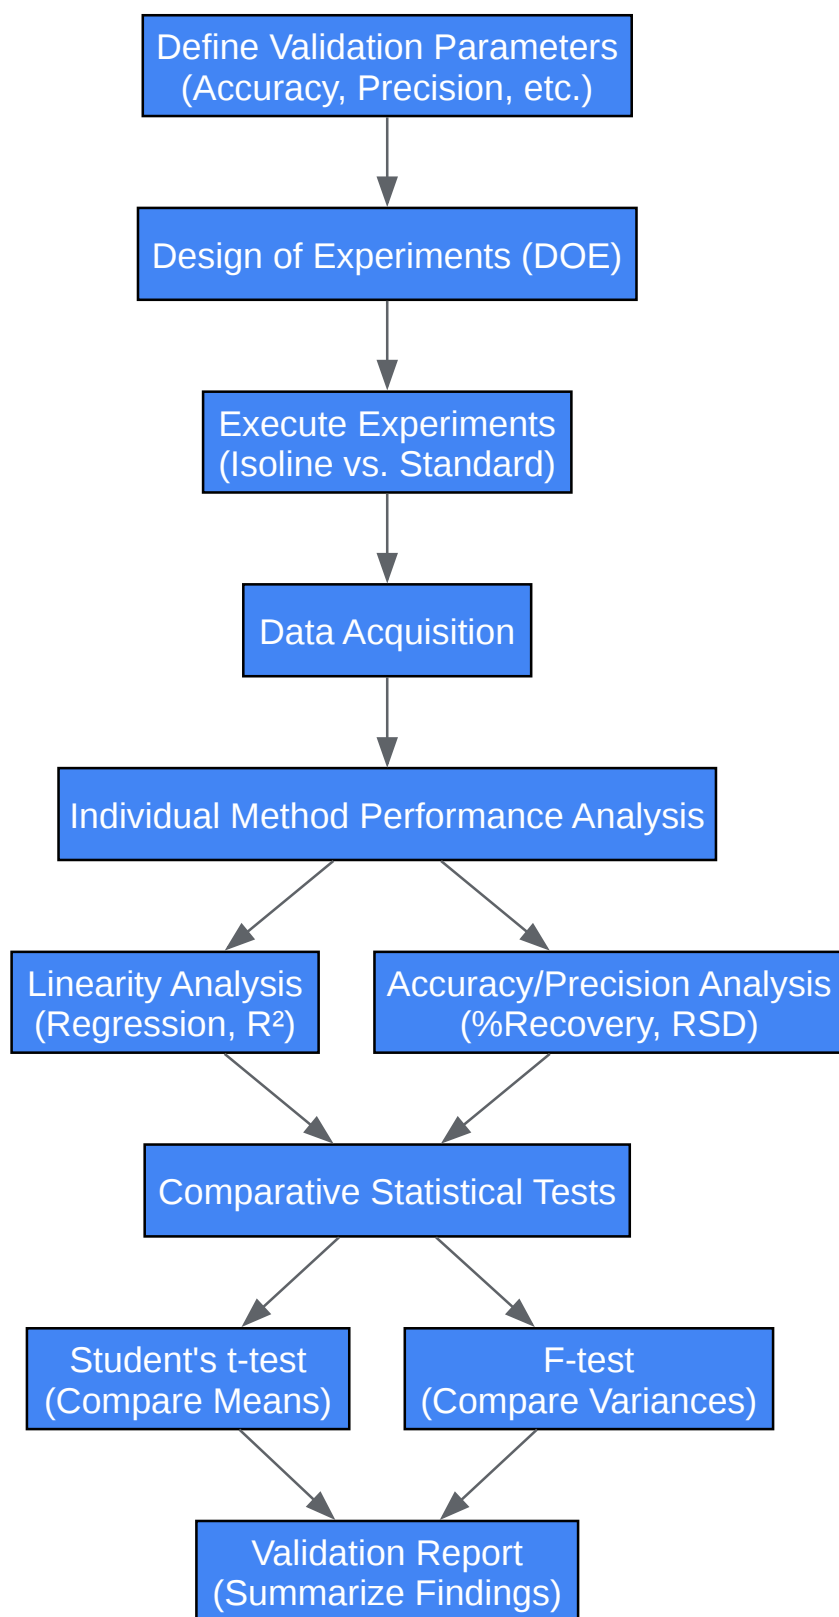 Define Validation Parameters
(Accuracy, Precision, etc.)
Design of Experiments (DOE)
Execute Experiments
(Isoline vs. Standard)
Data Acquisition
Individual Method Performance Analysis
Linearity Analysis
(Regression, R²)
Accuracy/Precision Analysis
(%Recovery, RSD)
Comparative Statistical Tests
Student's t-test
(Compare Means)
F-test
(Compare Variances)
Validation Report
(Summarize Findings)